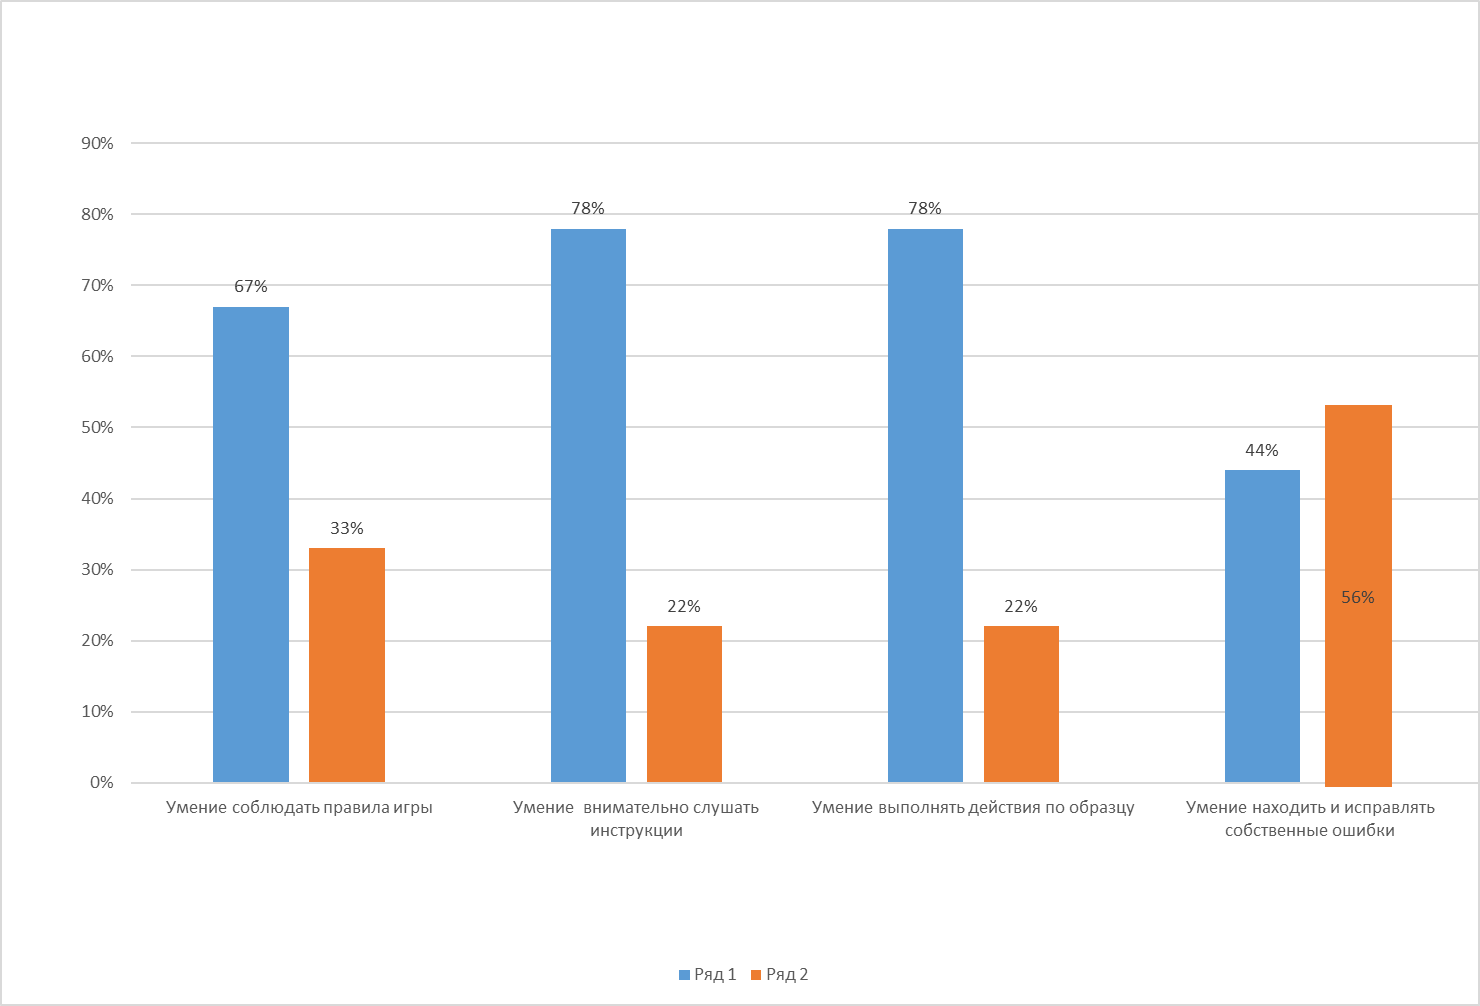 90%
80%
70%
60%
50%
40%
30%
20%
10%
0%
67%
33%
78%
22%
78%
22%
44%
56%
Умение соблюдать правила игры
Умение  внимательно слушать
инструкции
Умение выполнять действия по образцу
Умение находить и исправлять
собственные ошибки
Ряд 1
Ряд 2